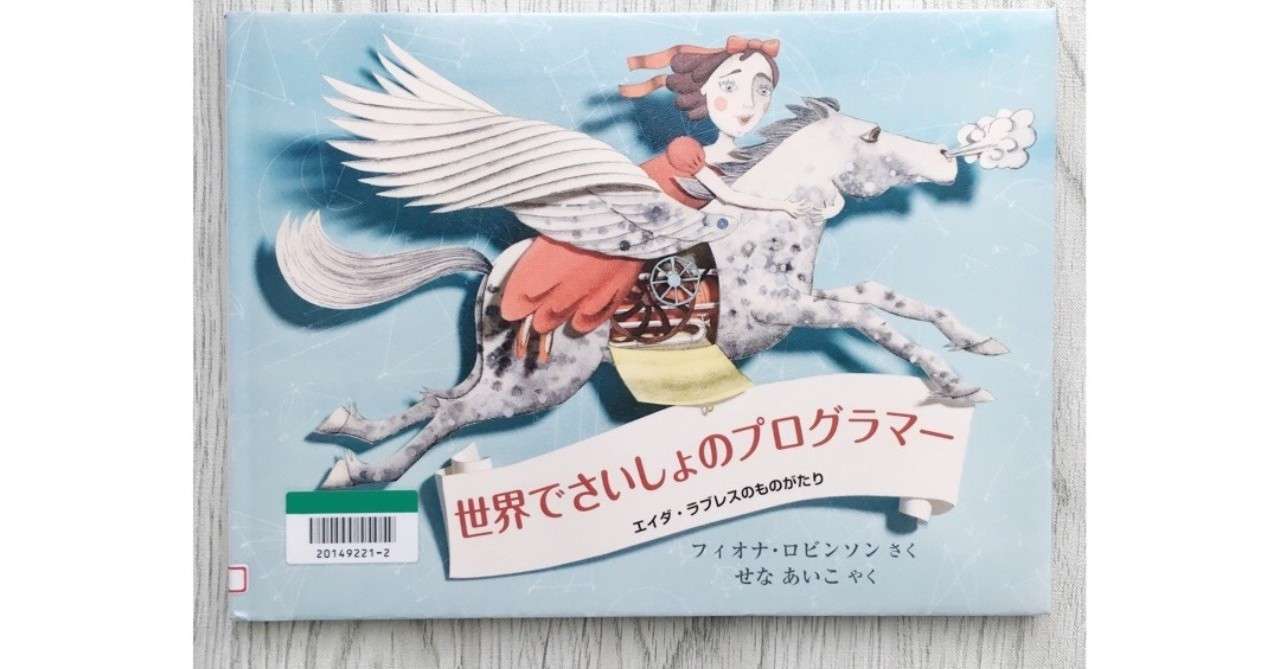 世界でさいしょのプログラマー
エイダ・ラブレスのものがたり
フィオナ・ロビンソン さく
せな あいこ やく
20149221-2